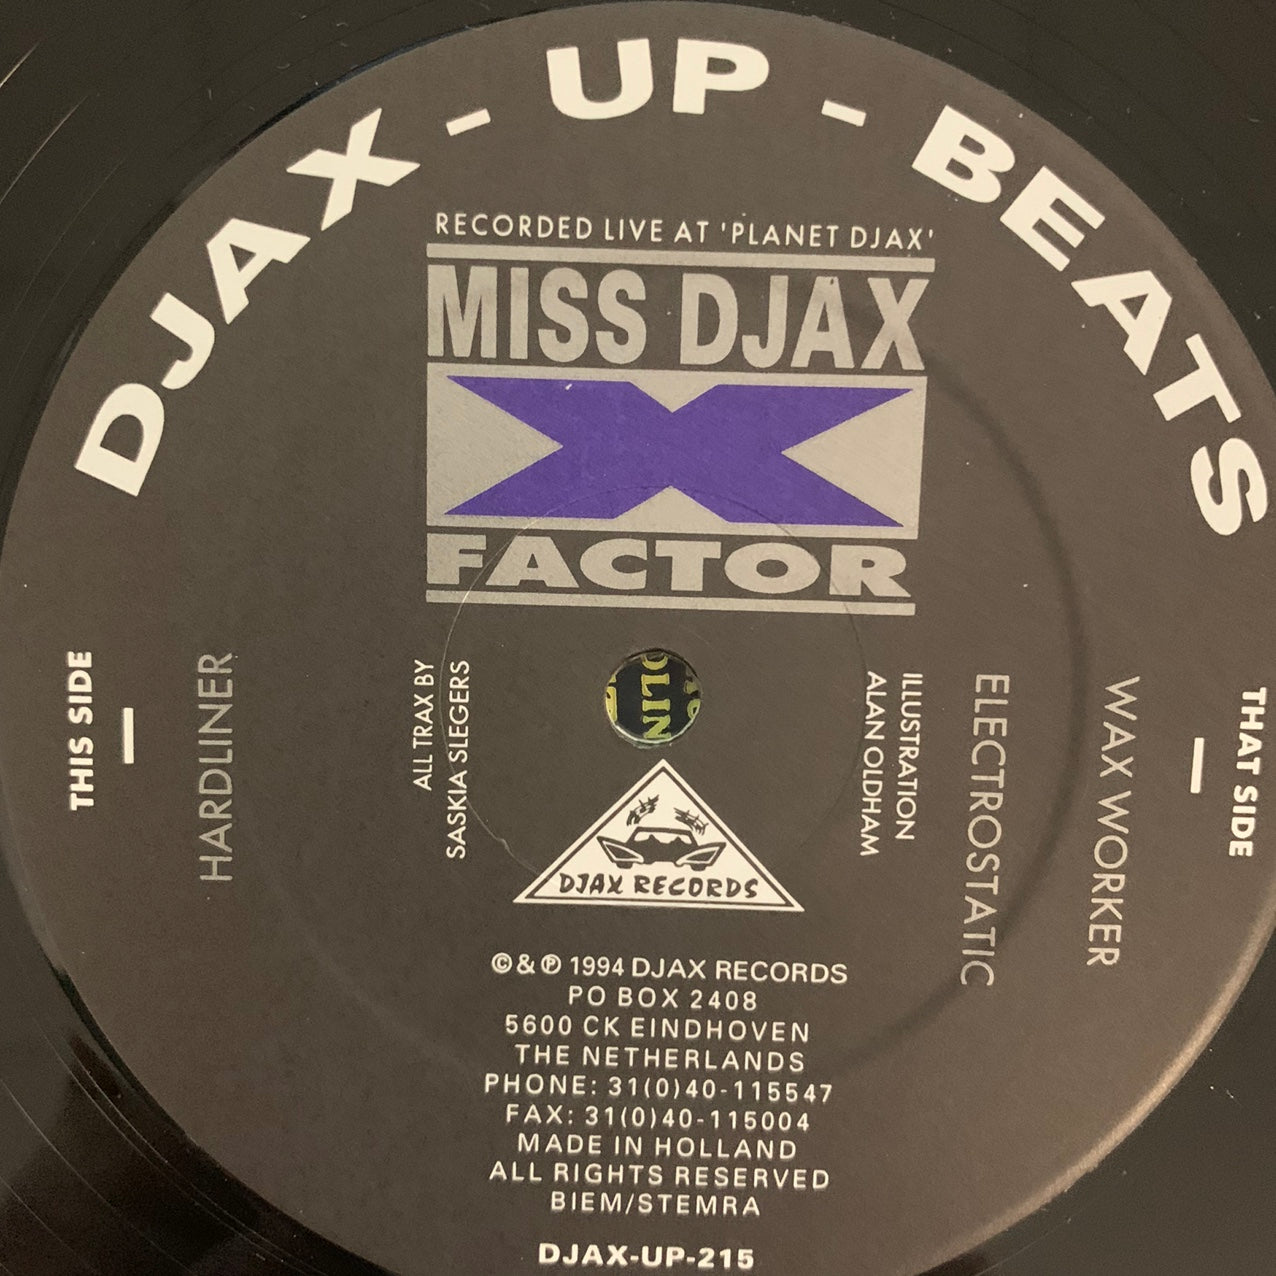 DJAX - UP - BEATS
RECORDED LIVE AT 'PLANET DJAX'
MISS DJAX
X
FACTOR
THIS SIDE
HARDLINER
ALL TRAX BY
SASKIA SLEGERS
ILLUSTRATION
ALAN OLDHAM
THAT SIDE
WAX WORKER
ELECTROSTATIC
DLIN
DJAX RECORDS
©&℗ 1994 DJAX RECORDS
PO BOX 2408
5600 CK EINDHOVEN
THE NETHERLANDS
PHONE: 31(0)40-115547
FAX: 31(0)40-115004
MADE IN HOLLAND
ALL RIGHTS RESERVED
BIEM/STEMRA
DJAX-UP-215